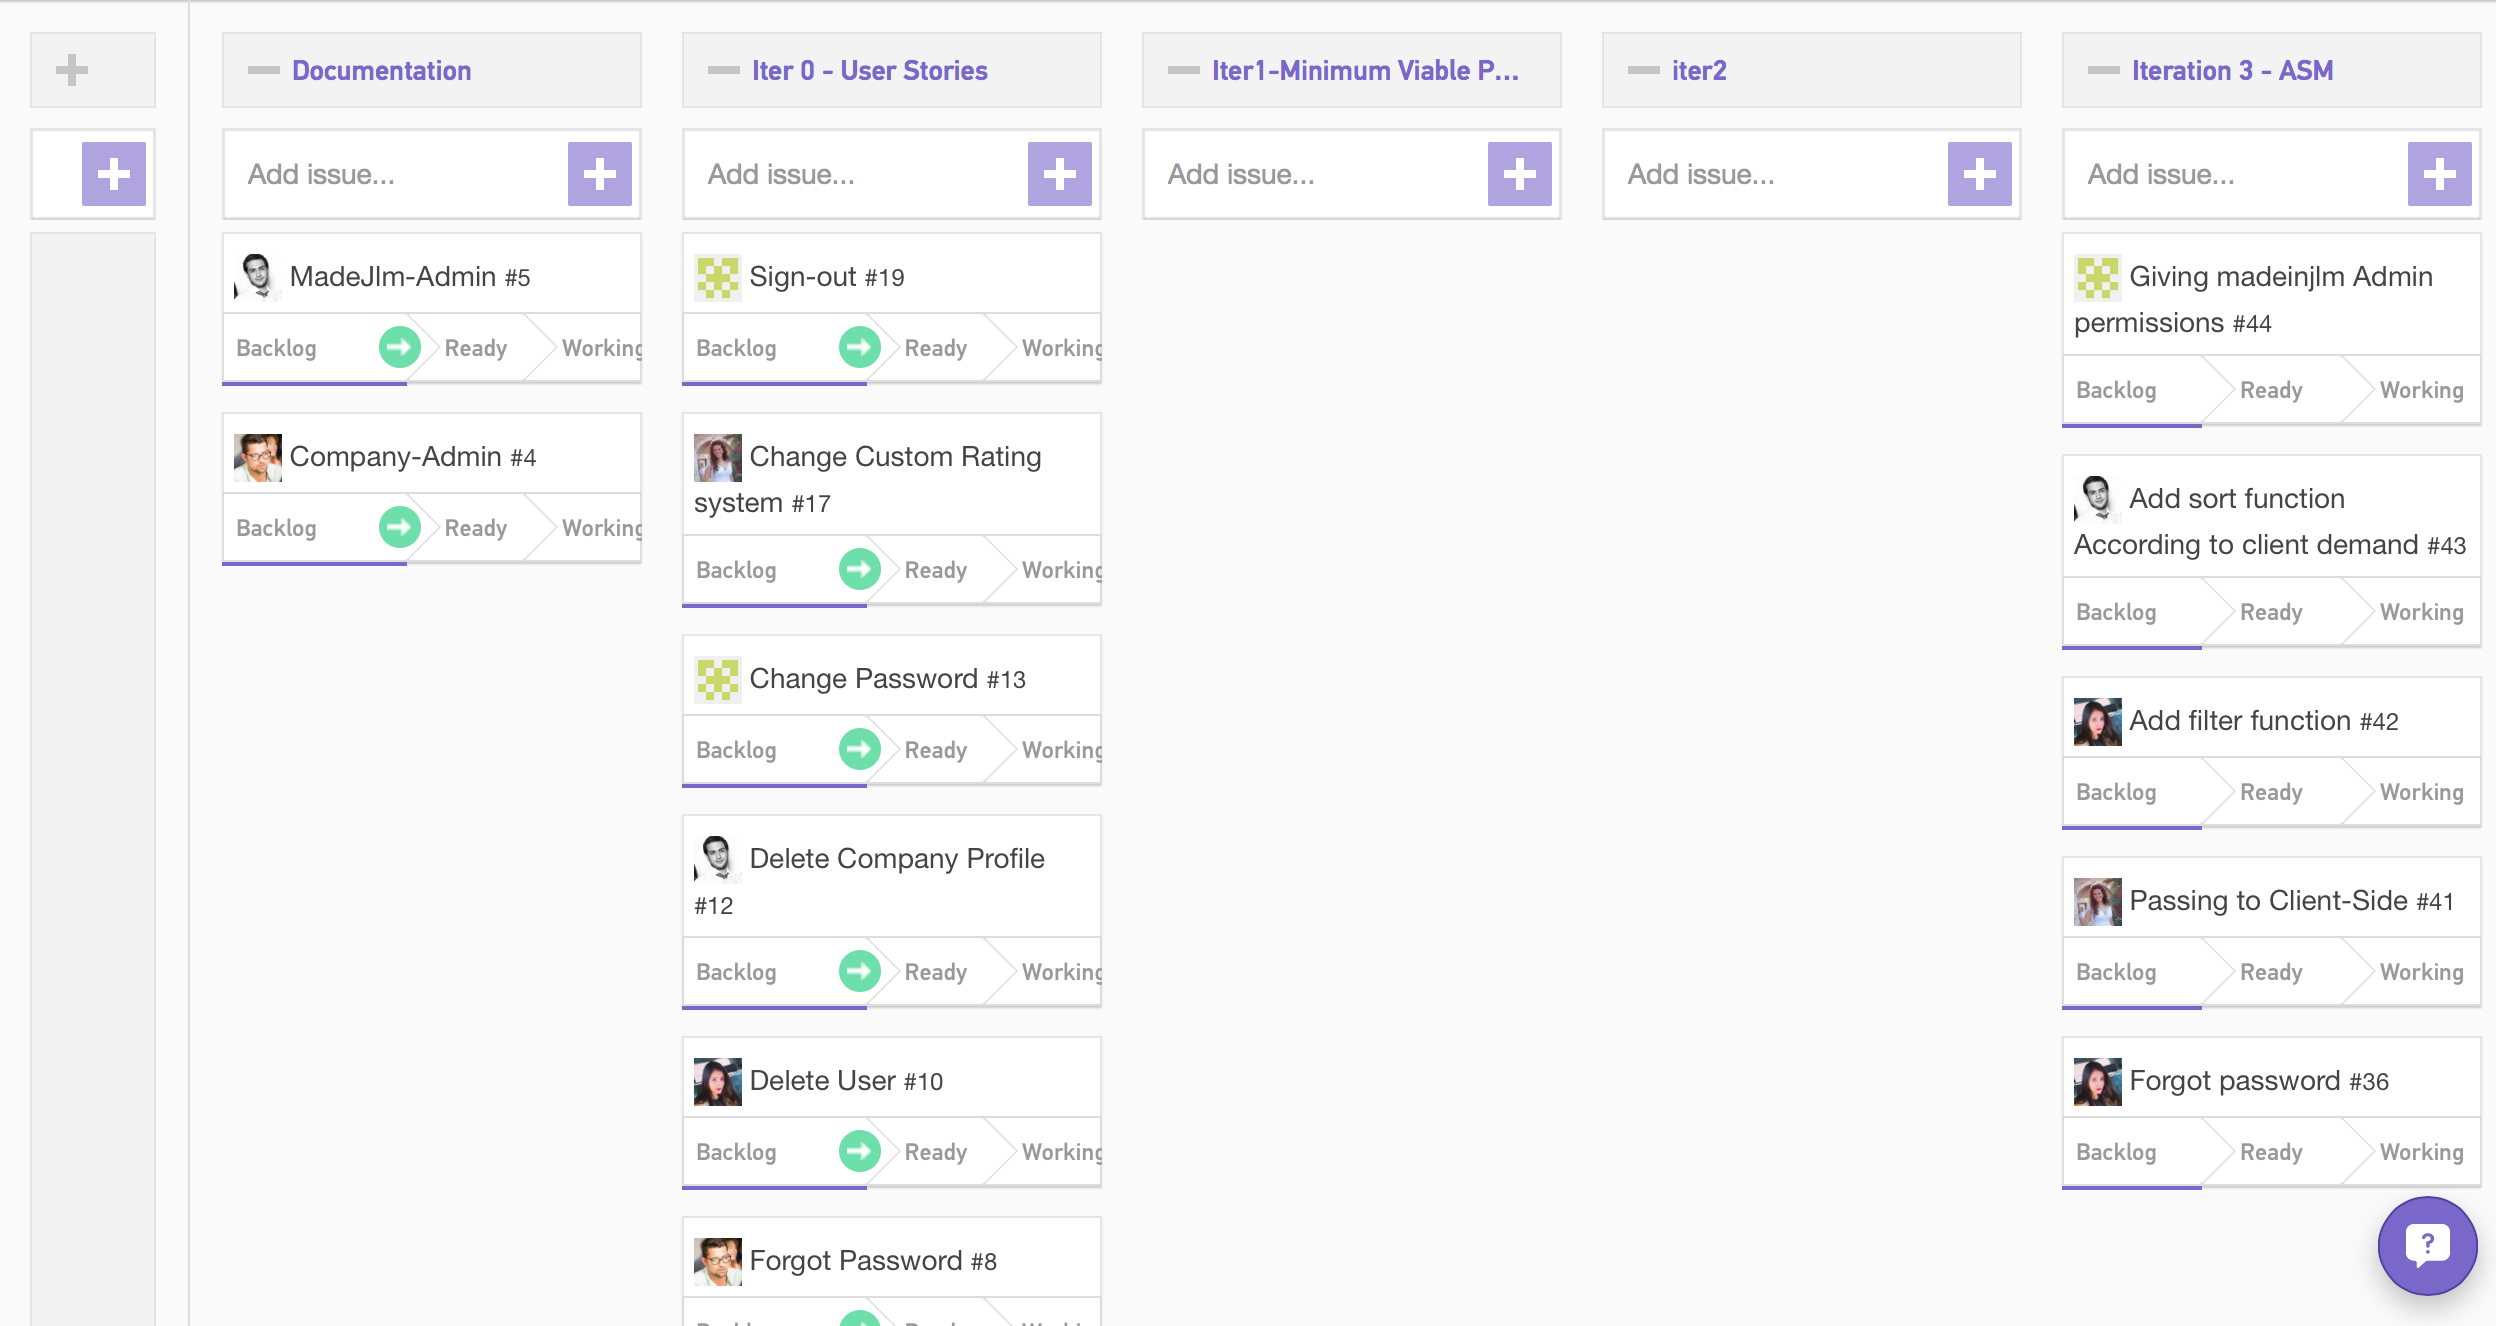 Documentation
Add issue...
MadeJlm-Admin #5
Backlog
Ready
Working
Company-Admin #4
Backlog
Ready
Working
Iter 0 - User Stories
Add issue...
Sign-out #19
Backlog
Ready
Working
Change Custom Rating
system #17
Backlog
Ready
Working
Change Password #13
Backlog
Ready
Working
Delete Company Profile
#12
Backlog
Ready
Working
Delete User #10
Backlog
Ready
Working
Forgot Password #8
Iter1-Minimum Viable P...
Add issue...
iter2
Add issue...
Iteration 3 - ASM
Add issue...
Giving madeinjlm Admin
permissions #44
Backlog
Ready
Working
Add sort function
According to client demand #43
Backlog
Ready
Working
Add filter function #42
Backlog
Ready
Working
Passing to Client-Side #41
Backlog
Ready
Working
Forgot password #36
Backlog
Ready
Working
?